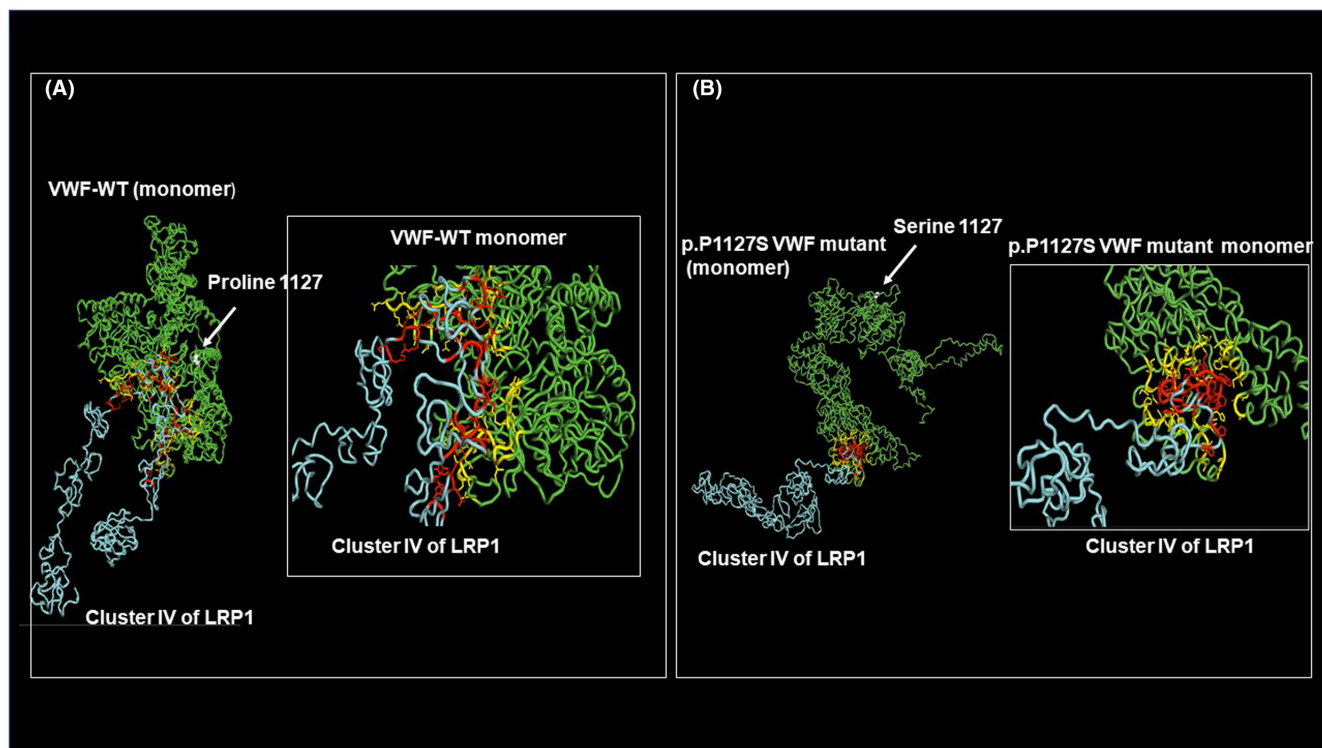 (A)
VWF-WT (monomer)
Proline 1127
VWF-WT monomer
Cluster IV of LRP1
Cluster IV of LRP1
(B)
Serine 1127
p.P1127S VWF mutant
(monomer)
p.P1127S VWF mutant monomer
Cluster IV of LRP1
Cluster IV of LRP1